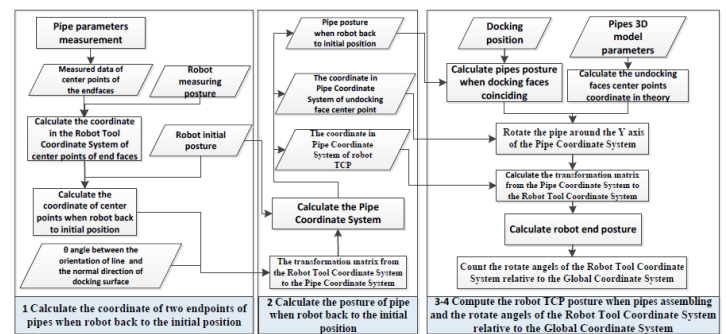 Pipe parameters
measurement
Measured data of
center points of
the endfaces
Robot
measuring
posture
Calculate the coordinate
in the Robot Tool
Coordinate System of
center points of end faces
Robot initial
posture
Calculate the
coordinate of center
points when robot back
to initial position
θ angle between the
orientation of line and
the normal direction of
docking surface
1 Calculate the coordinate of two endpoints of
pipes when robot back to the initial position
Pipe posture
when robot back
to initial position
The coordinate in
Pipe Coordinate
System of undocking
face center point
The coordinate in
Pipe Coordinate
System of robot
TCP
Calculate the Pipe
Coordinate System
The transformation matrix from
the Robot Tool Coordinate System
to the Pipe Coordinate System
2 Calculate the posture of pipe
when robot back to the initial
position
Docking
position
Pipes 3D
model
parameters
Calculate pipes posture
when docking faces
coinciding
Calculate the undocking
faces center points
coordinate in theory
Rotate the pipe around the Y axis
of the Pipe Coordinate System
Calculate the transformation matrix
from the Pipe Coordinate System to
the Robot Tool Coordinate System
Calculate robot end posture
Count the rotate angels of the Robot Tool Coordinate
System relative to the Global Coordinate System
3-4 Compute the robot TCP posture when pipes assembling
and the rotate angels of the Robot Tool Coordinate System
relative to the Global Coordinate System